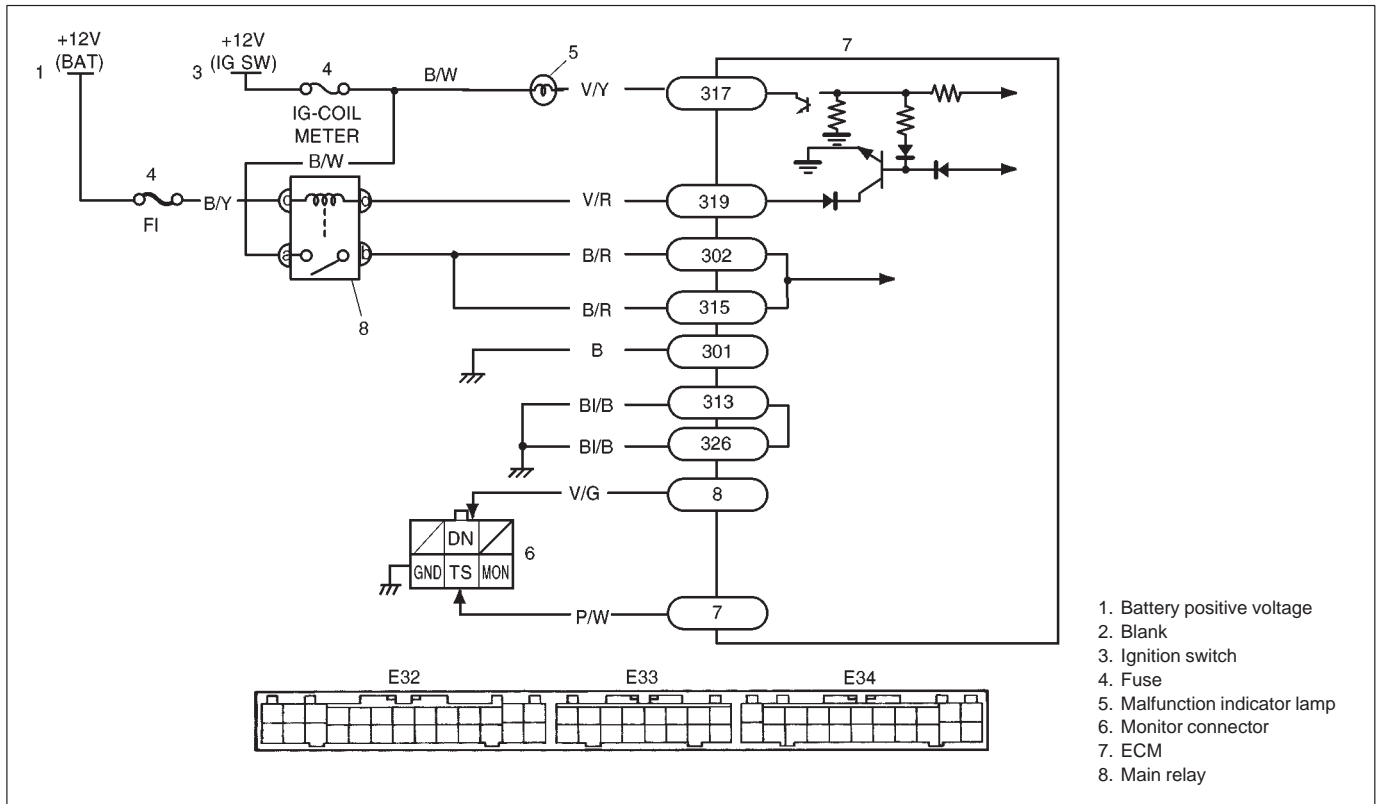 +12V
(BAT)
1
+12V
(IG SW)
3
4
IG-COIL
METER
B/W
5
V/Y
7
317
B/W
4
FI
B/Y
c
d
a
b
8
V/R
319
B/R
302
B/R
315
B
301
BI/B
313
BI/B
326
V/G
8
DN
GND TS MON
6
P/W
7
E32 E33 E34
1. Battery positive voltage
2. Blank
3. Ignition switch
4. Fuse
5. Malfunction indicator lamp
6. Monitor connector
7. ECM
8. Main relay